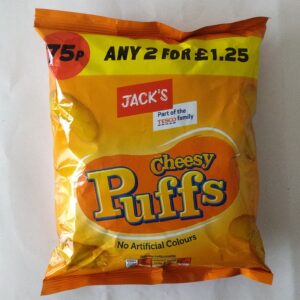 75P ANY 2 FOR £1.25
JACK'S
Part of the
TESCO family
Cheesy
Puffs
No Artificial Colours